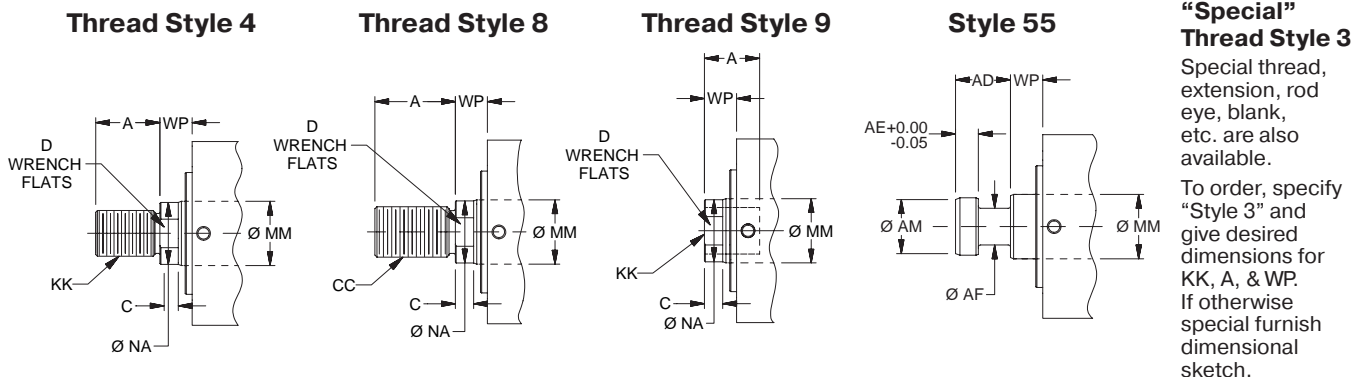 Thread Style 4
A
WP
D
WRENCH
FLATS
Ø MM
KK
C
Ø NA
Thread Style 8
A
WP
D
WRENCH
FLATS
Ø MM
CC
C
Ø NA
Thread Style 9
A
WP
D
WRENCH
FLATS
Ø MM
KK
C
Ø NA
Style 55
AD
WP
AE+0.00
-0.05
Ø AM
Ø MM
Ø AF
“Special”
Thread Style 3
Special thread,
extension, rod
eye, blank,
etc. are also
available.
To order, specify
“Style 3” and
give desired
dimensions for
KK, A, & WP.
If otherwise
special furnish
dimensional
sketch.